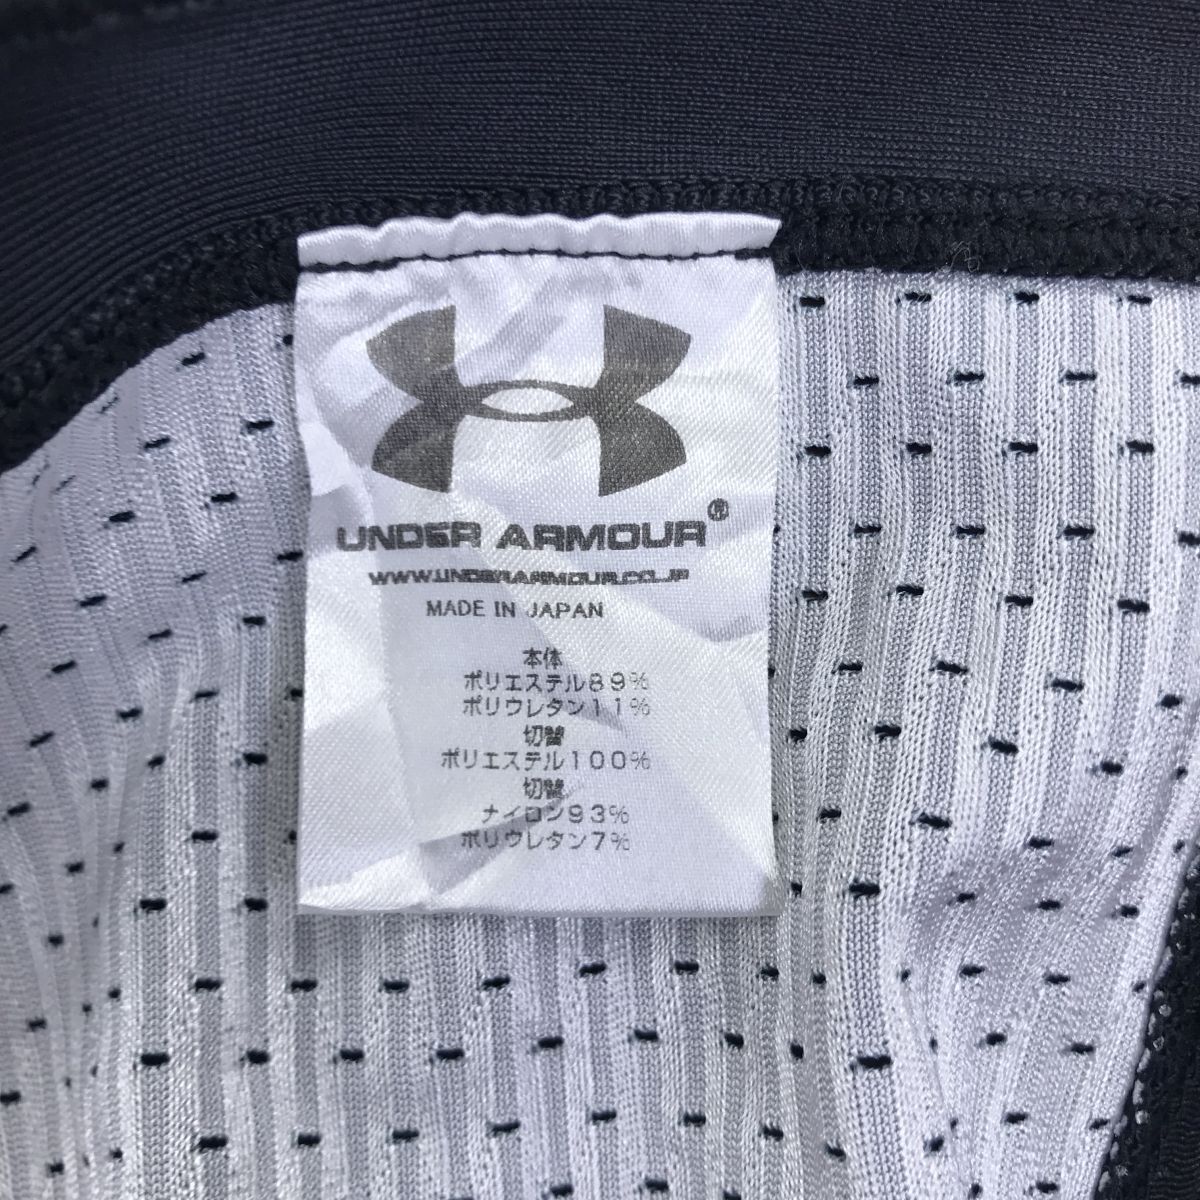 UNDER ARMOUR®
WWW.UNDERARMOUR.CO.JP
MADE IN JAPAN
本体
ポリエステル89%
ポリウレタン11%
切替
ポリエステル100%
切替
ナイロン93%
ポリウレタン7%